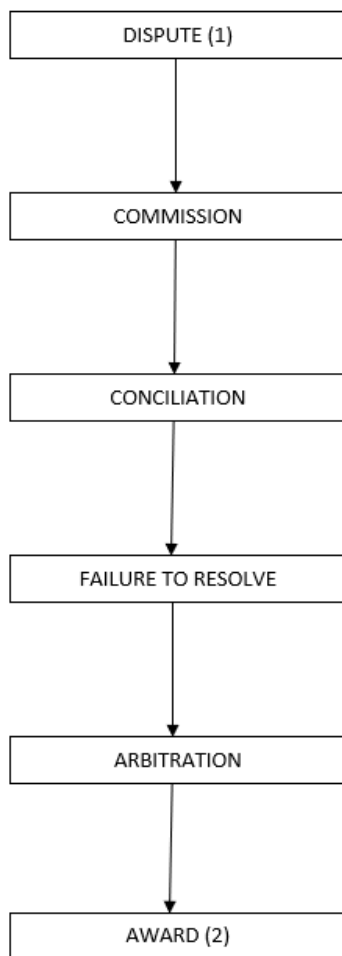 DISPUTE (1)
COMMISSION
CONCILIATION
FAILURE TO RESOLVE
ARBITRATION
AWARD (2)